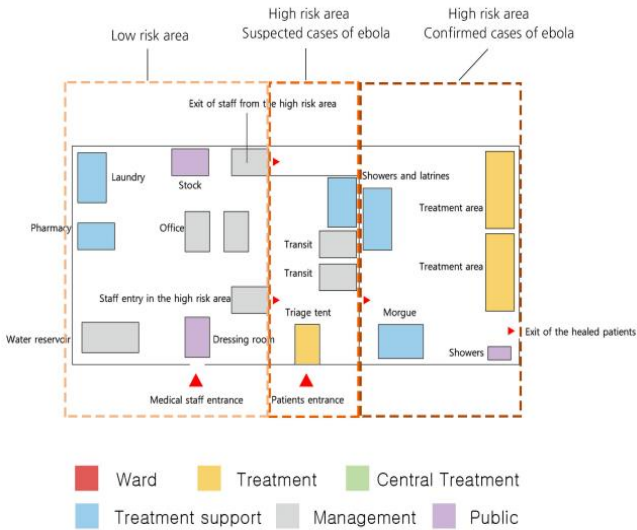 High risk area
High risk area
Low risk area
Suspected cases of ebola
Confirmed cases of ebola
Exit of staff from the high risk area
Laundry
Stock
Showers and latrines
Treatment area
Pharmacy
Office
Transit
Transit
Treatment area
Staff entry in the high risk area
Triage tent
Morgue
Water reservoir
Dressing room
Exit of the healed patients
Showers
Medical staff entrance
Patients entrance
Ward
Treatment
Central Treatment
Treatment support
Management
Public